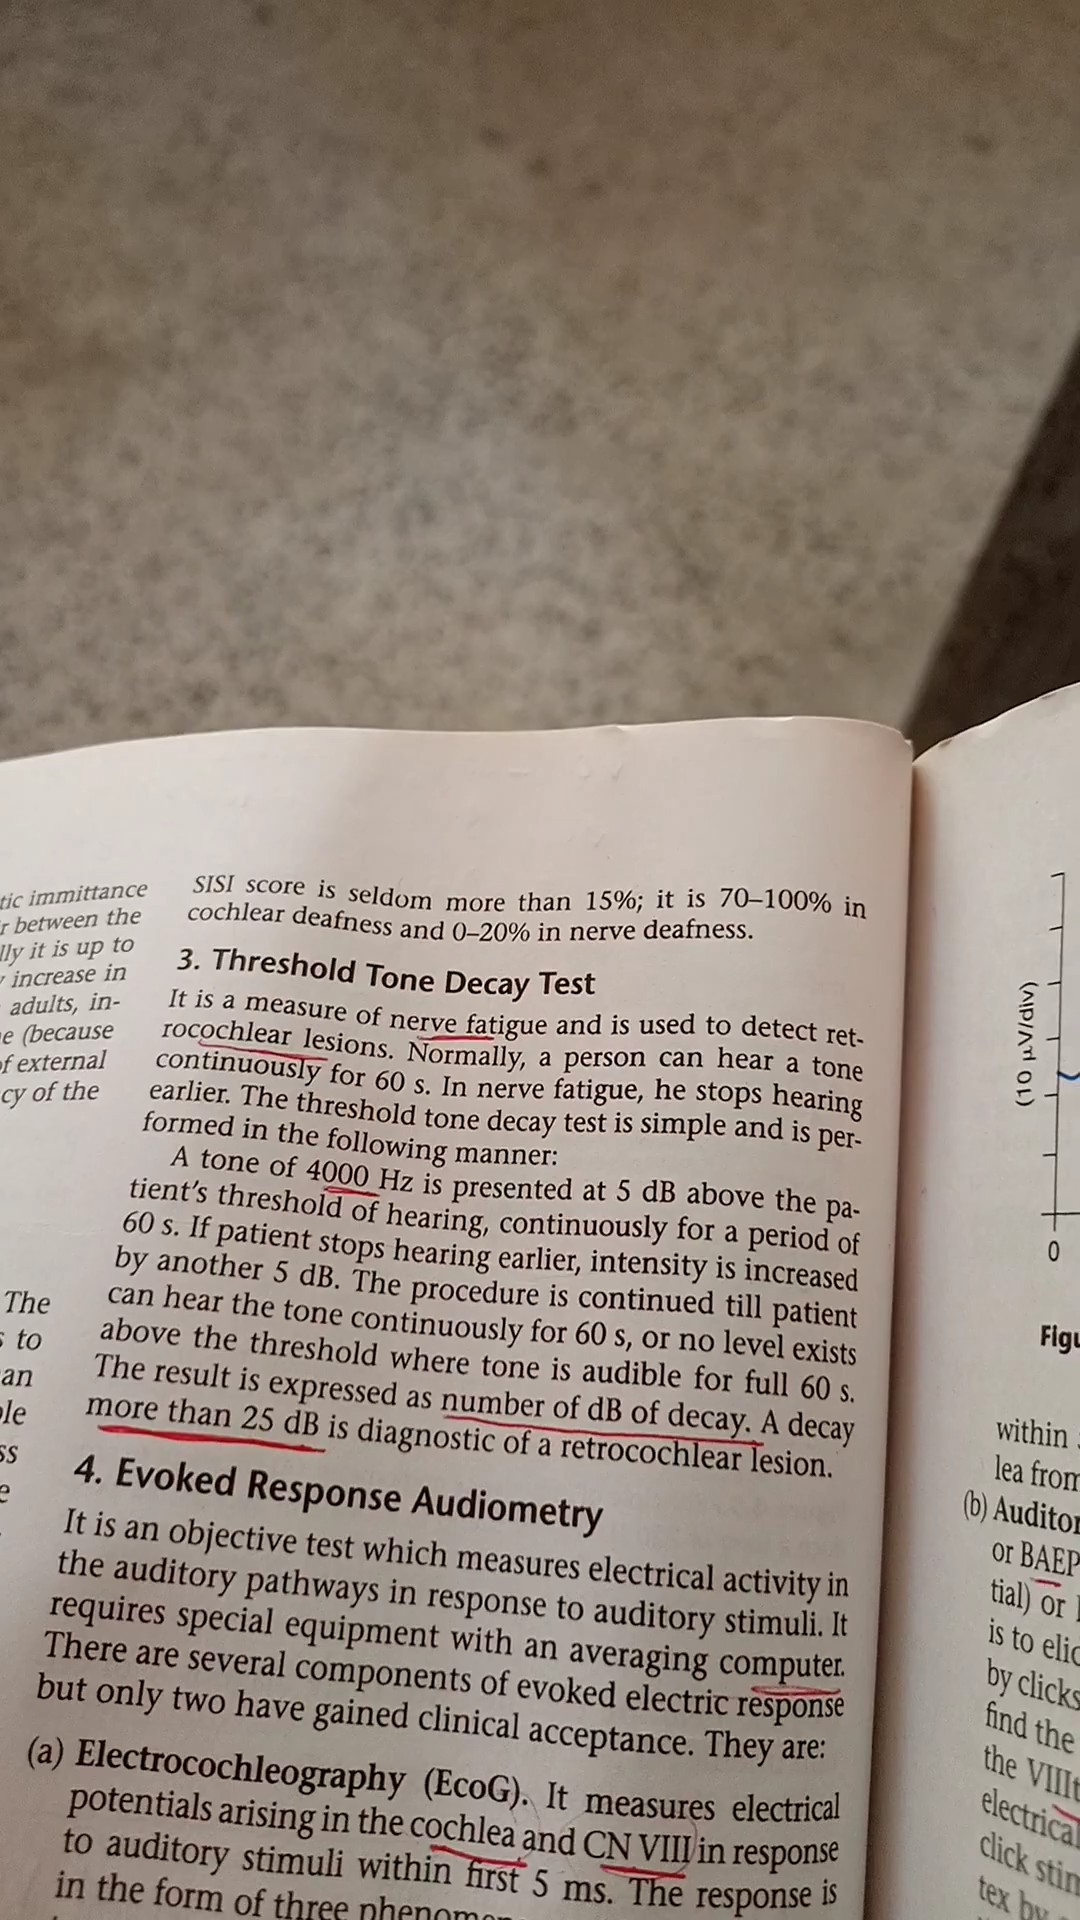 tic immittance
r between the
lly it is up to
increase in
adults, in-
e (because
of external
cy of the
The
s to
an
SISI score is seldom more than 15%; it is 70–100% in
cochlear deafness and 0–20% in nerve deafness.
3. Threshold Tone Decay Test
It is a measure of nerve fatigue and is used to detect ret-
rocochlear lesions. Normally, a person can hear a tone
continuously for 60 s. In nerve fatigue, he stops hearing
earlier. The threshold tone decay test is simple and is per-
formed in the following manner:
A tone of 4000 Hz is presented at 5 dB above the pa-
tient's threshold of hearing, continuously for a period of
60 s. If patient stops hearing earlier, intensity is increased
by another 5 dB. The procedure is continued till patient
can hear the tone continuously for 60 s, or no level exists
above the threshold where tone is audible for full 60 s.
The result is expressed as number of dB of decay. A decay
more than 25 dB is diagnostic of a retrocochlear lesion.
4. Evoked Response Audiometry
It is an objective test which measures electrical activity in
the auditory pathways in response to auditory stimuli. It
requires special equipment with an averaging computer.
There are several components of evoked electric response
but only two have gained clinical acceptance. They are:
(a) Electrocochleography (EcoG). It measures electrical
potentials arising in the cochlea and CN VIII in response
to auditory stimuli within first 5 ms. The response is
in the form of three
(10 μV/div)
0
Figu
within
lea from
(b) Auditor
or BAEP
tial) or
is to elic
by clicks
find the
the VIIIt
electrical
click stim
tex by